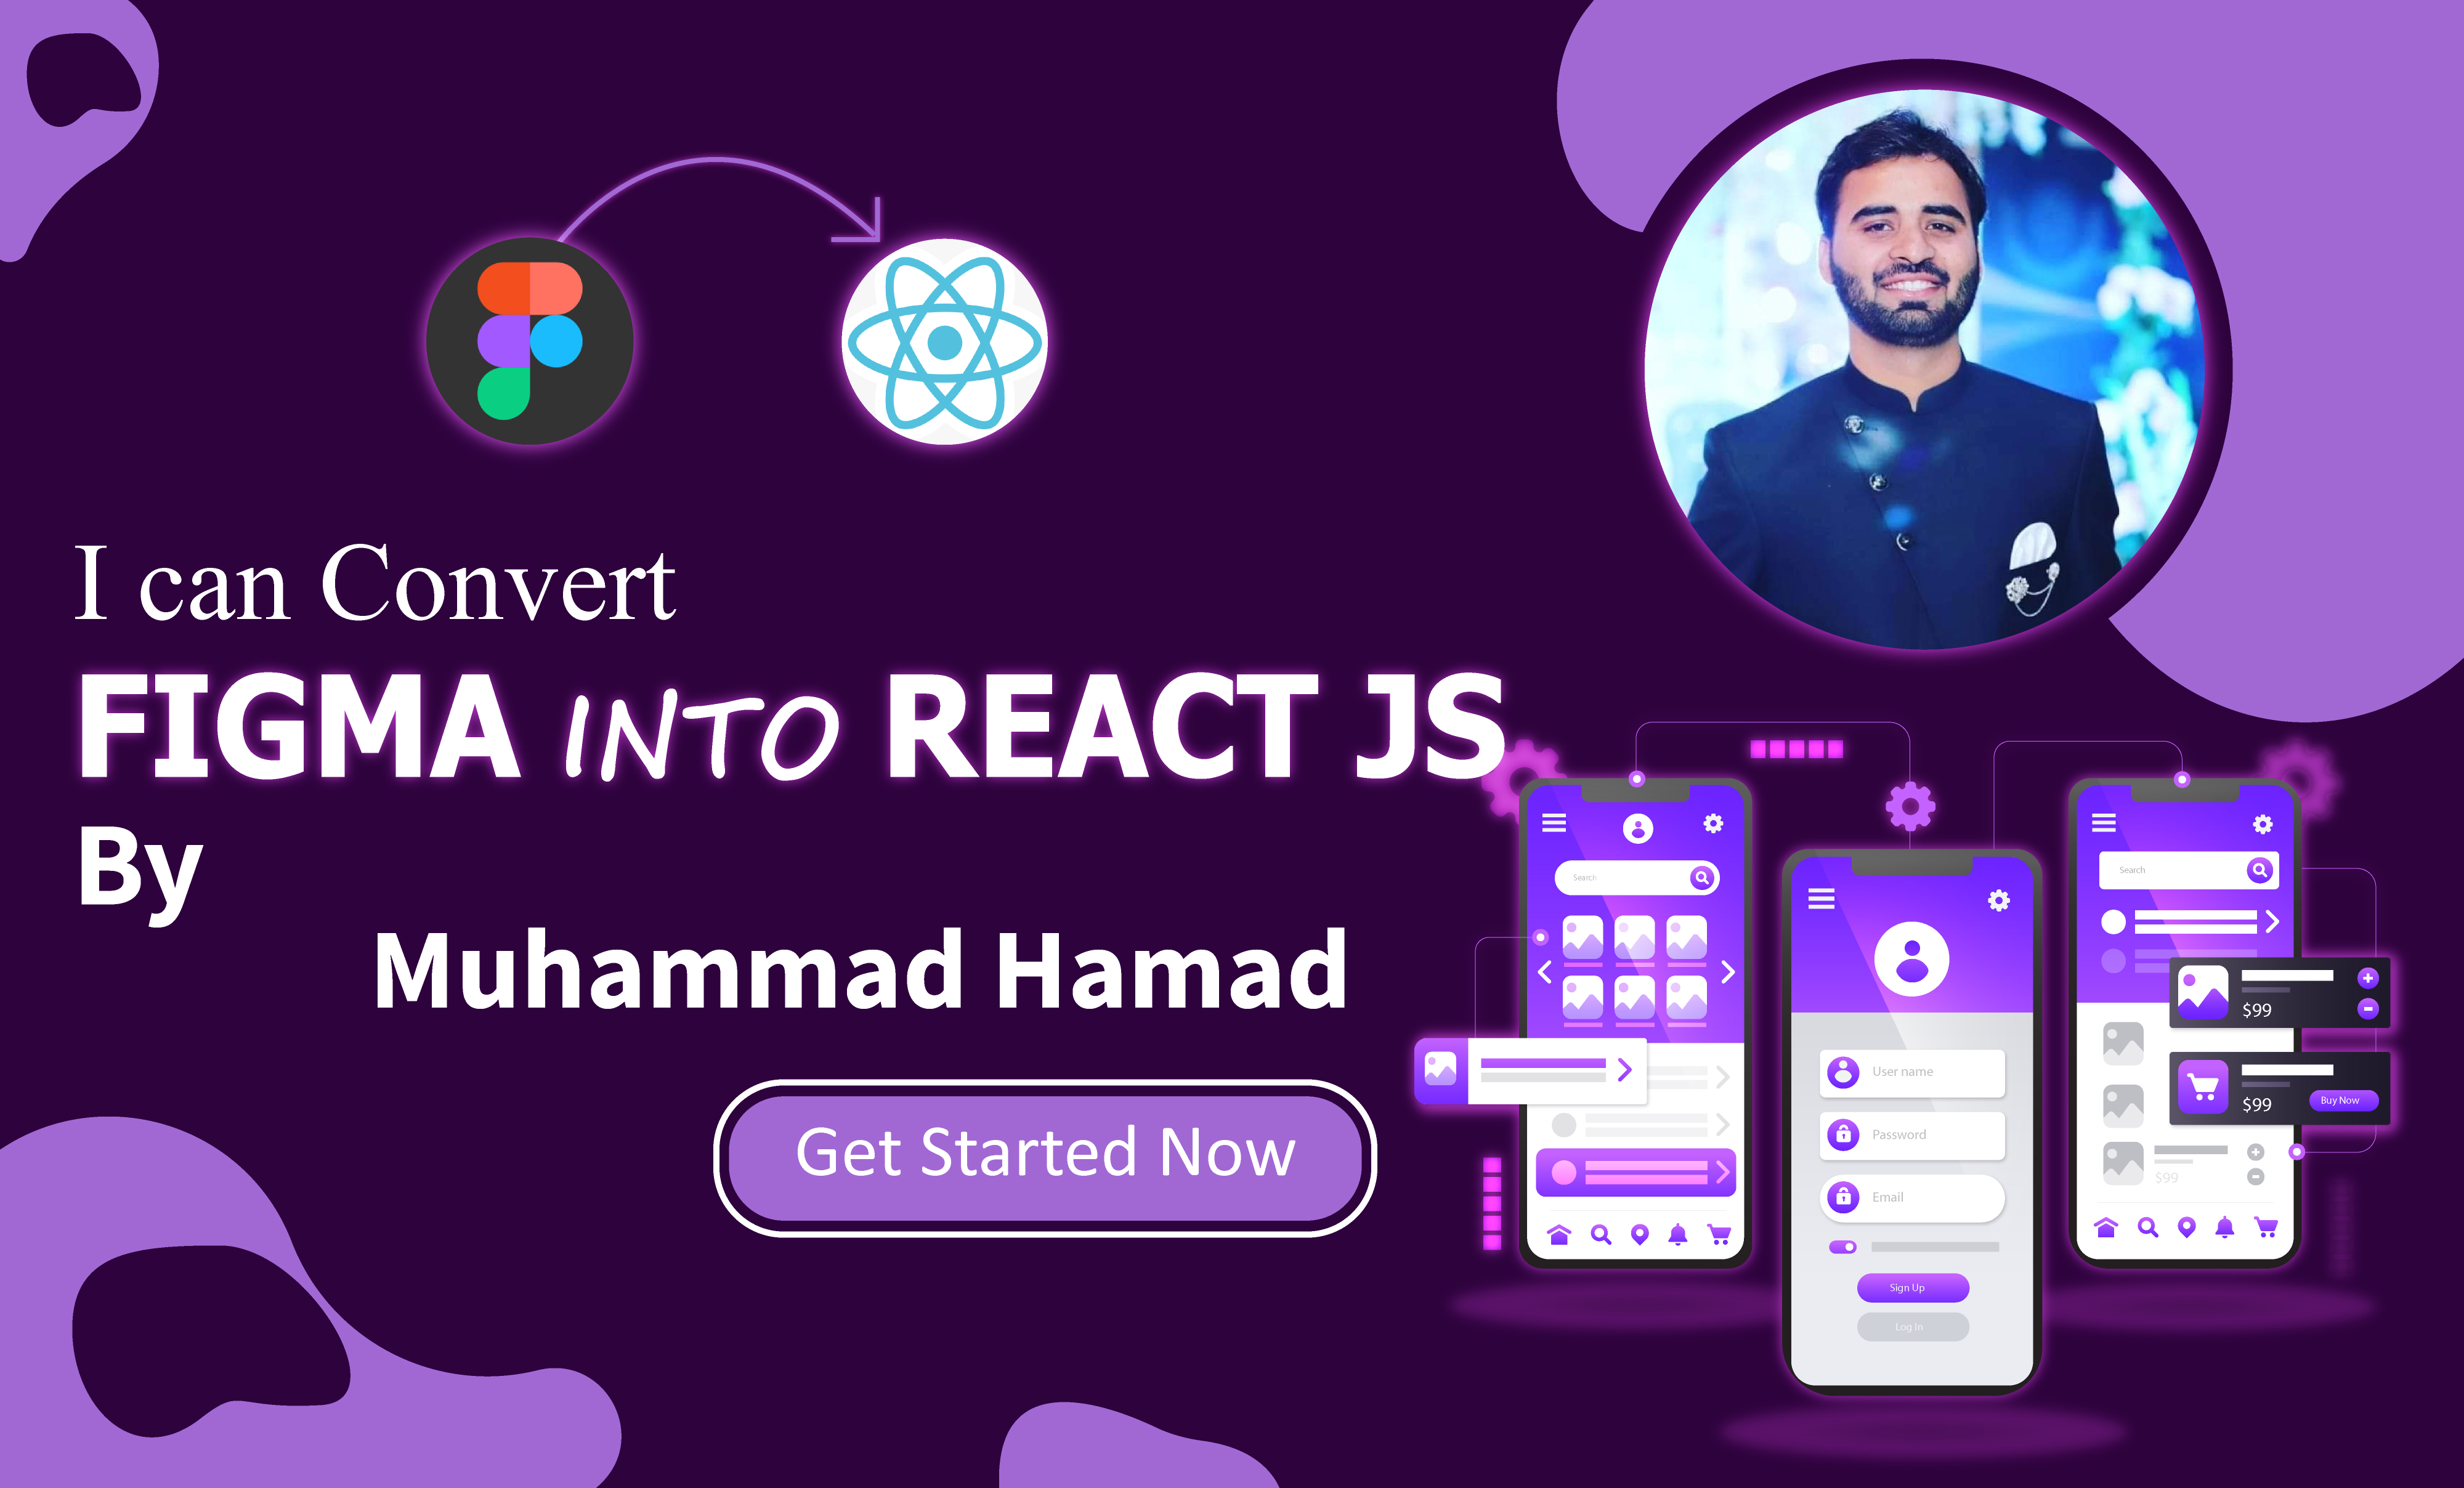 I can Convert
FIGMA INTO REACT JS
By
Muhammad Hamad
Get Started Now
Search
User name
Password
Email
Sign Up
Log In
Search
$99
$99
Buy Now
$99